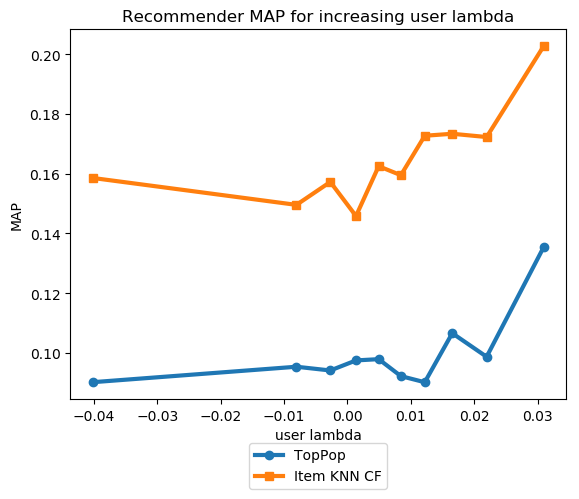 Recommender MAP for increasing user lambda
MAP
0.20
0.18
0.16
0.14
0.12
0.10
−0.04 −0.03 −0.02 −0.01 0.00 0.01 0.02 0.03
user lambda
TopPop
Item KNN CF